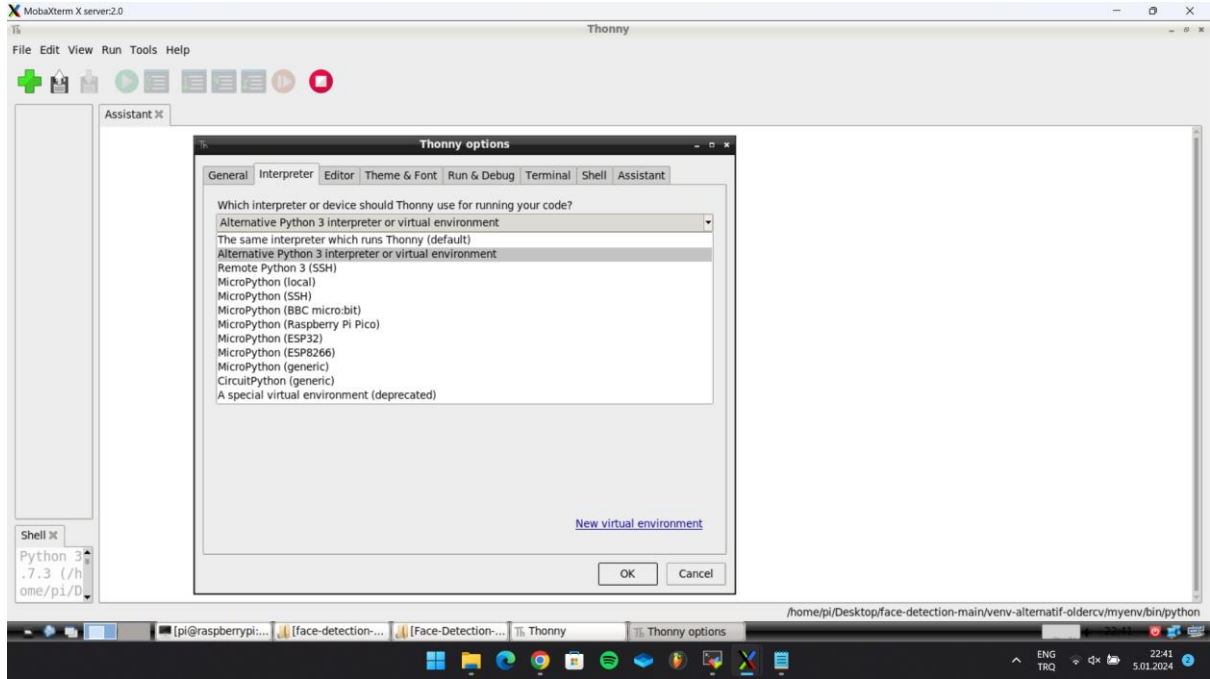 MobaXterm X server:2.0
Thonny
File Edit View Run Tools Help
Assistant
Thonny options
General Interpreter Editor Theme & Font Run & Debug Terminal Shell Assistant
Which interpreter or device should Thonny use for running your code?
Alternative Python 3 interpreter or virtual environment
The same interpreter which runs Thonny (default)
Alternative Python 3 interpreter or virtual environment
Remote Python 3 (SSH)
MicroPython (local)
MicroPython (SSH)
MicroPython (BBC micro:bit)
MicroPython (Raspberry Pi Pico)
MicroPython (ESP32)
MicroPython (ESP8266)
MicroPython (generic)
CircuitPython (generic)
A special virtual environment (deprecated)
New virtual environment
OK Cancel
Shell
Python 3
.7.3 (/h
ome/pi/D
/home/pi/Desktop/face-detection-main/venv-alternatif-oldercv/myenv/bin/python
[pi@raspberrypi:... [face-detection-... [Face-Detection-... Thonny Thonny options
ENG
TRQ
22:41
5.01.2024
2